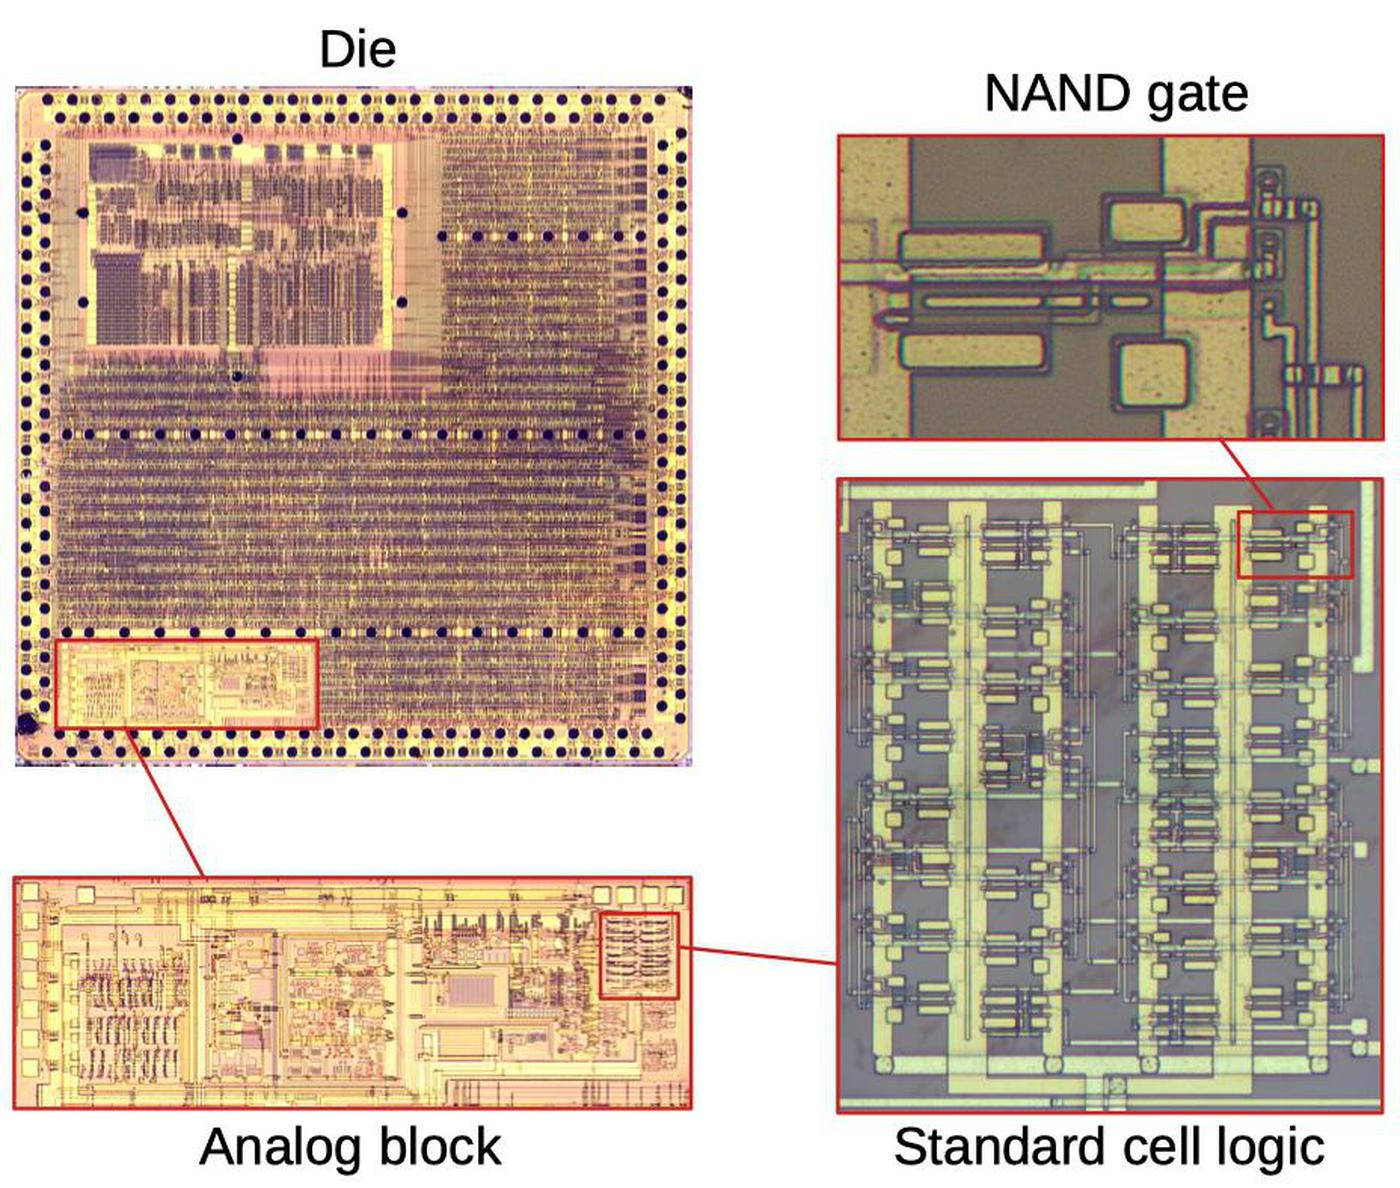 Die
NAND gate
Analog block
Standard cell logic